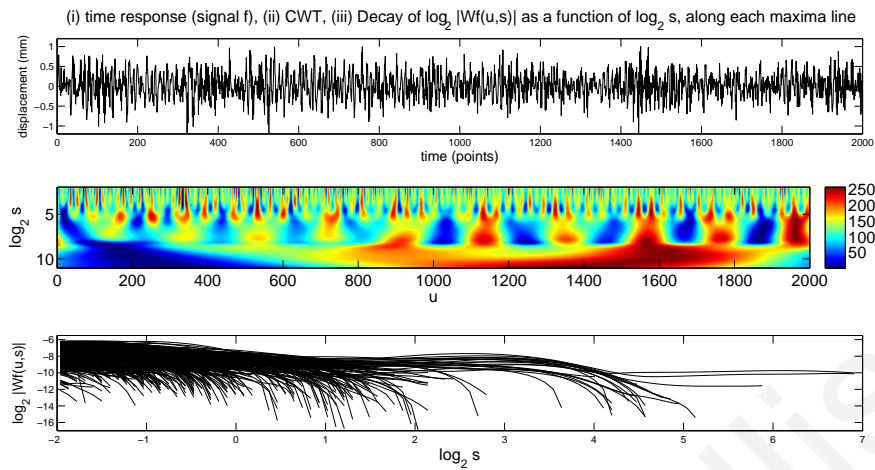 (i) time response (signal f), (ii) CWT, (iii) Decay of log2 |Wf(u,s)| as a function of log2 s, along each maxima line
displacement (mm)
1
0.5
0
−0.5
−1
0 200 400 600 800 1000 1200 1400 1600 1800 2000
time (points)
log2 s
5
10
0 200 400 600 800 1000 1200 1400 1600 1800 2000
u
250
200
150
100
50
log2 |Wf(u,s)|
−6
−8
−10
−12
−14
−16
−2 −1 0 1 2 3 4 5 6 7
log2 s